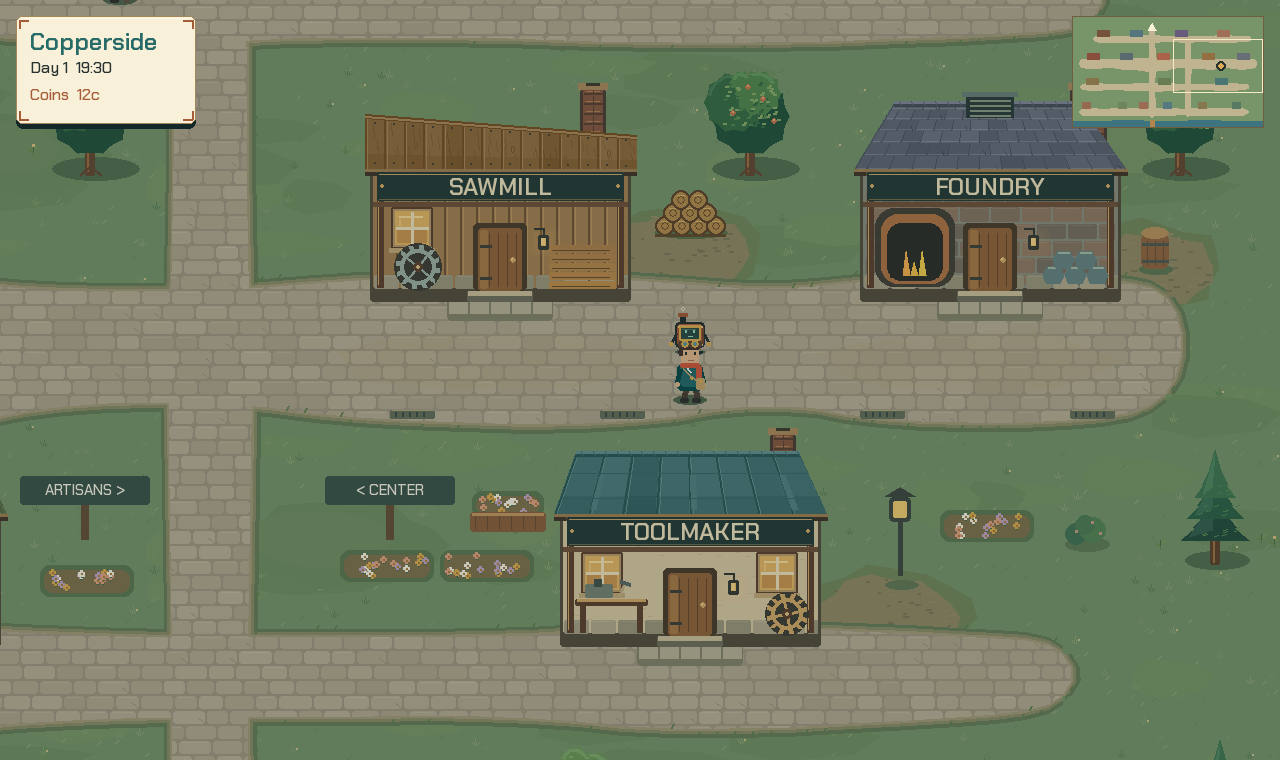 Copperside
Day 1 19:30
Coins 12c
SAWMILL
FOUNDRY
ARTISANS >
< CENTER
TOOLMAKER